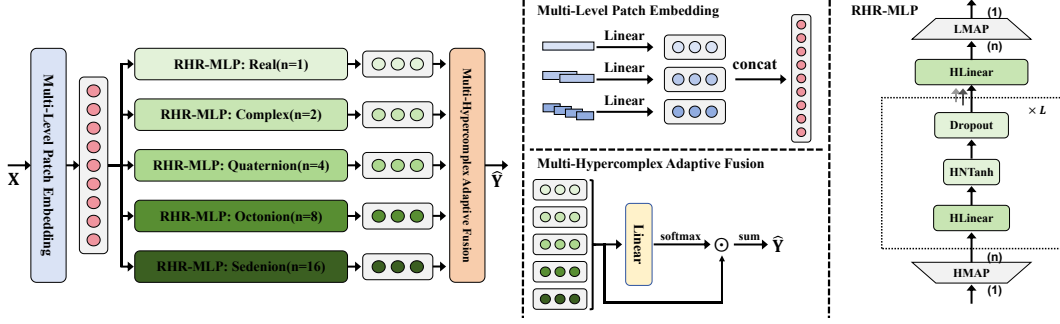 X
Multi-Level Patch Embedding
RHR-MLP: Real(n=1)
RHR-MLP: Complex(n=2)
RHR-MLP: Quaternion(n=4)
RHR-MLP: Octonion(n=8)
RHR-MLP: Sedenion(n=16)
Multi-Hypercomplex Adaptive Fusion
Ŷ
Multi-Level Patch Embedding
Linear
Linear
Linear
concat
Multi-Hypercomplex Adaptive Fusion
Linear
softmax
sum
Ŷ
RHR-MLP
(1)
LMAP
(n)
HLinear
× L
Dropout
HNTanh
HLinear
(n)
HMAP
(1)